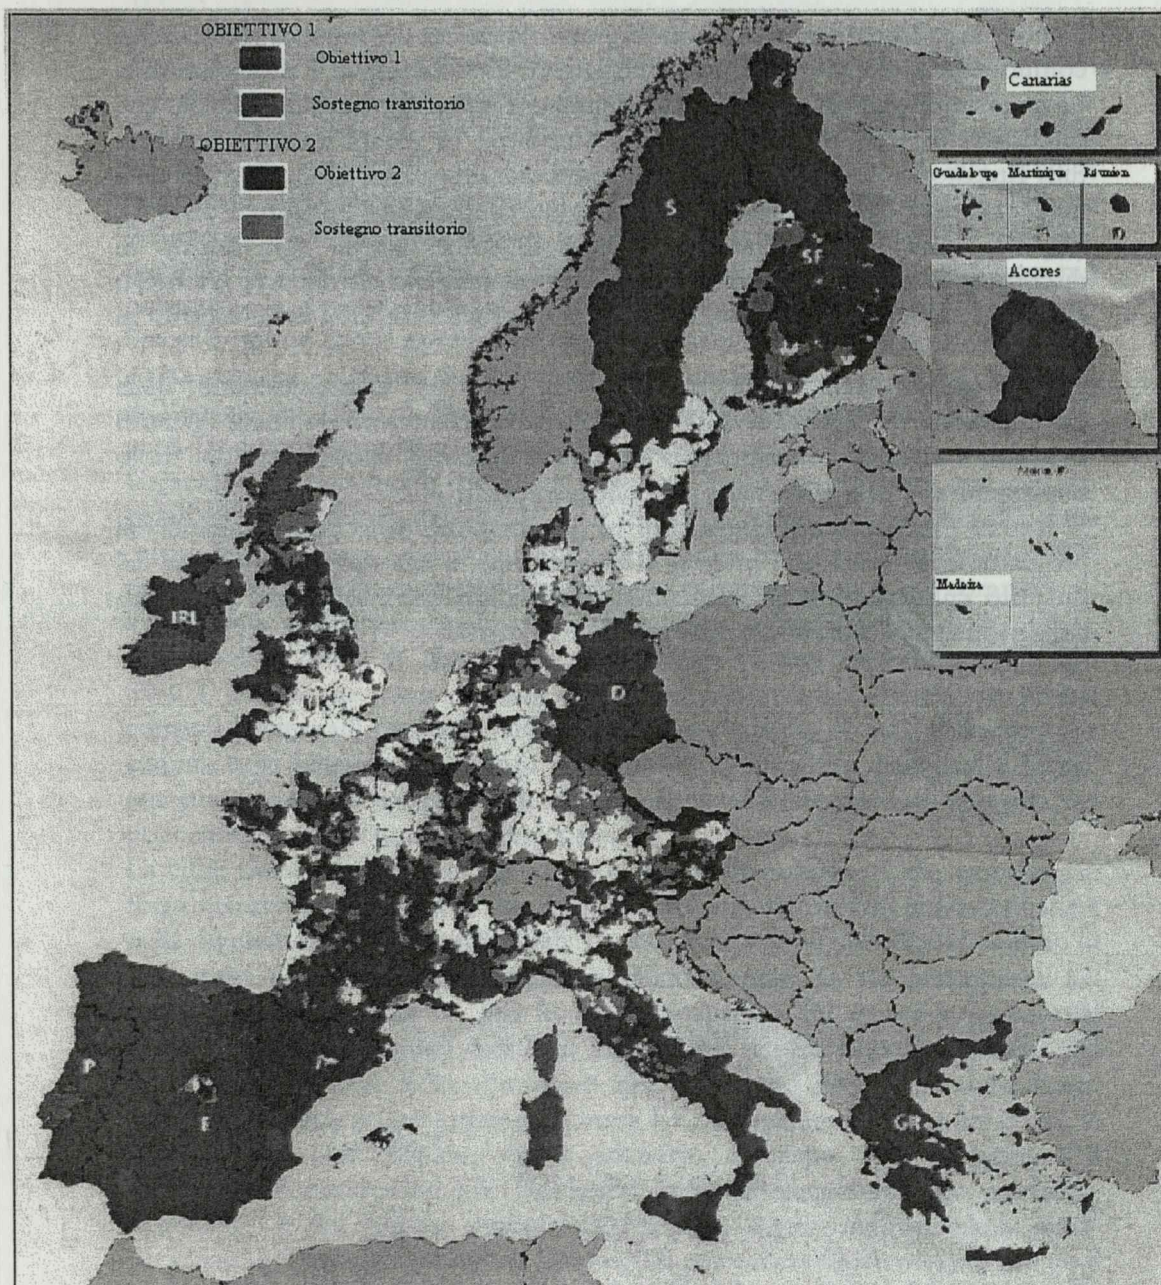 OBIETTIVO 1
Obiettivo 1
Sostegno transitorio
OBIETTIVO 2
Obiettivo 2
Sostegno transitorio
Canarias
Guadeloupe Martinique Réunion
Acores
Madeira
S
SF
DK
IRL
D
P
E
GR